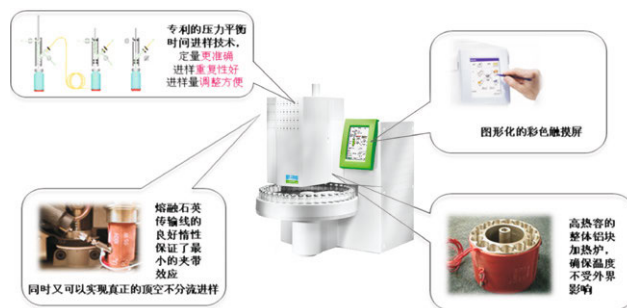 专利的压力平衡
时间进样技术，
定量更准确
进样重复性好
进样量调整方便
图形化的彩色触摸屏
熔融石英
传输线的
良好惰性
保证了最
小的夹带
效应
同时又可以实现真正的顶空不分流进样
高热容的
整体铝块
加热炉，
确保温度
不受外界
影响